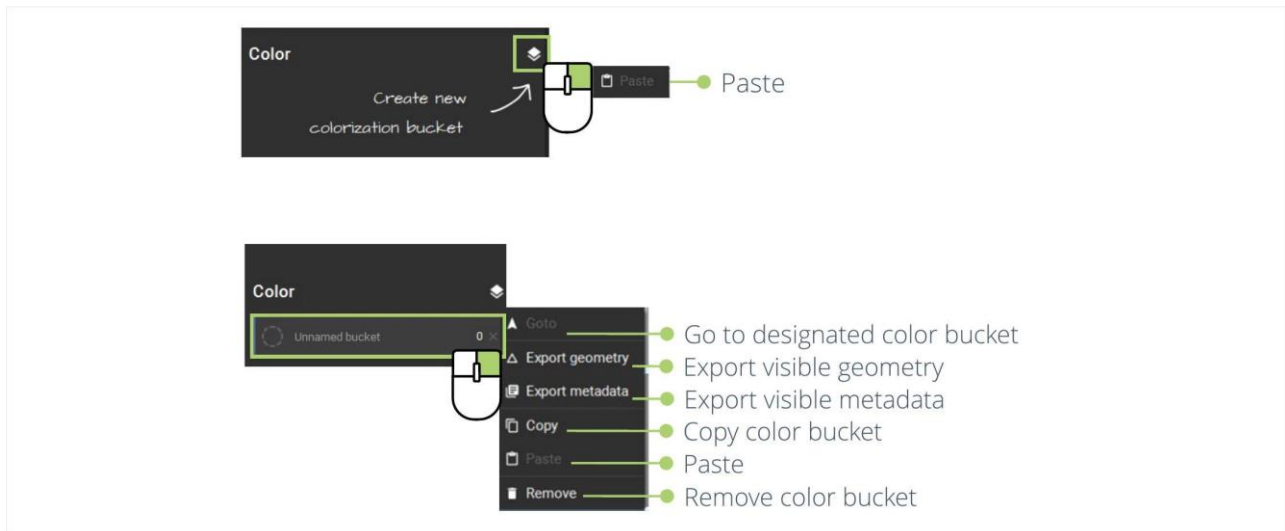 Color
Paste
Paste
Create new
colorization bucket
Color
Unnamed bucket 0
Goto
Go to designated color bucket
Export geometry
Export visible geometry
Export metadata
Export visible metadata
Copy
Copy color bucket
Paste
Paste
Remove
Remove color bucket